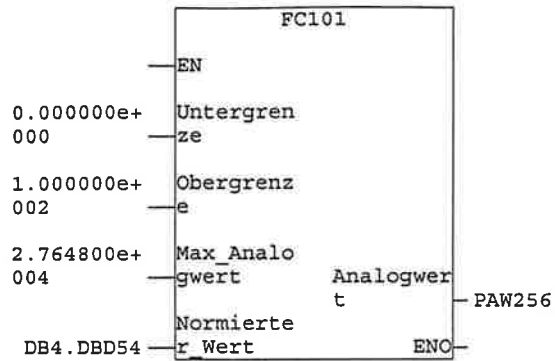 FC101
EN
0.000000e+ Untergren
000 ze
1.000000e+ Obergrenz
002 e
2.764800e+ Max_Analo
004 gwert Analogwer
t PAW256
Normierte
DB4.DBD54 r_Wert ENO